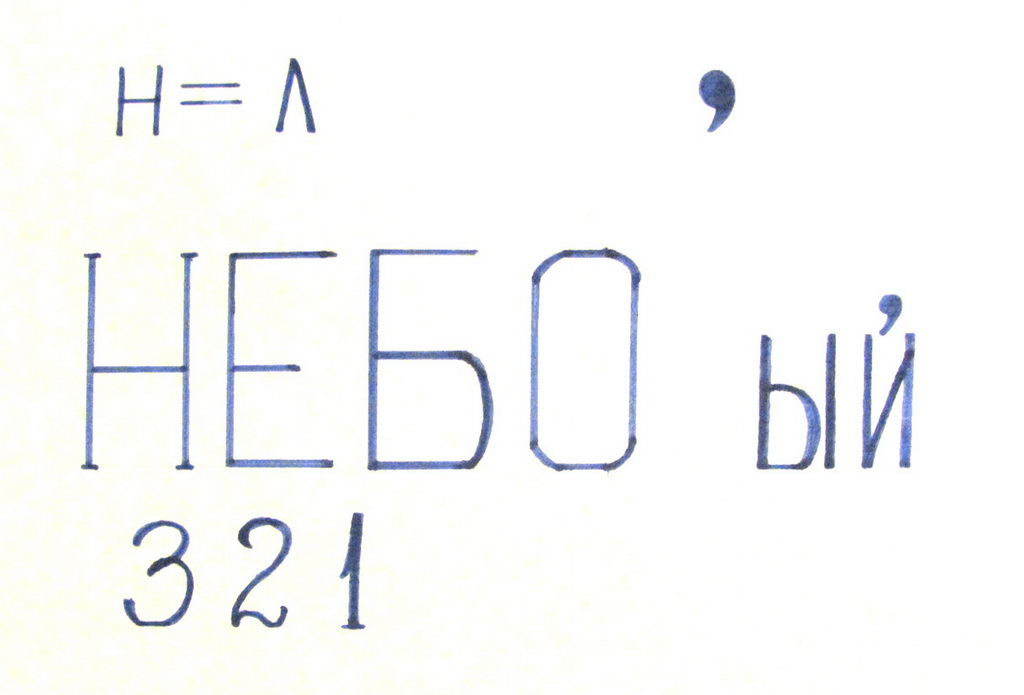 н = л ,
НЕБО ый
321